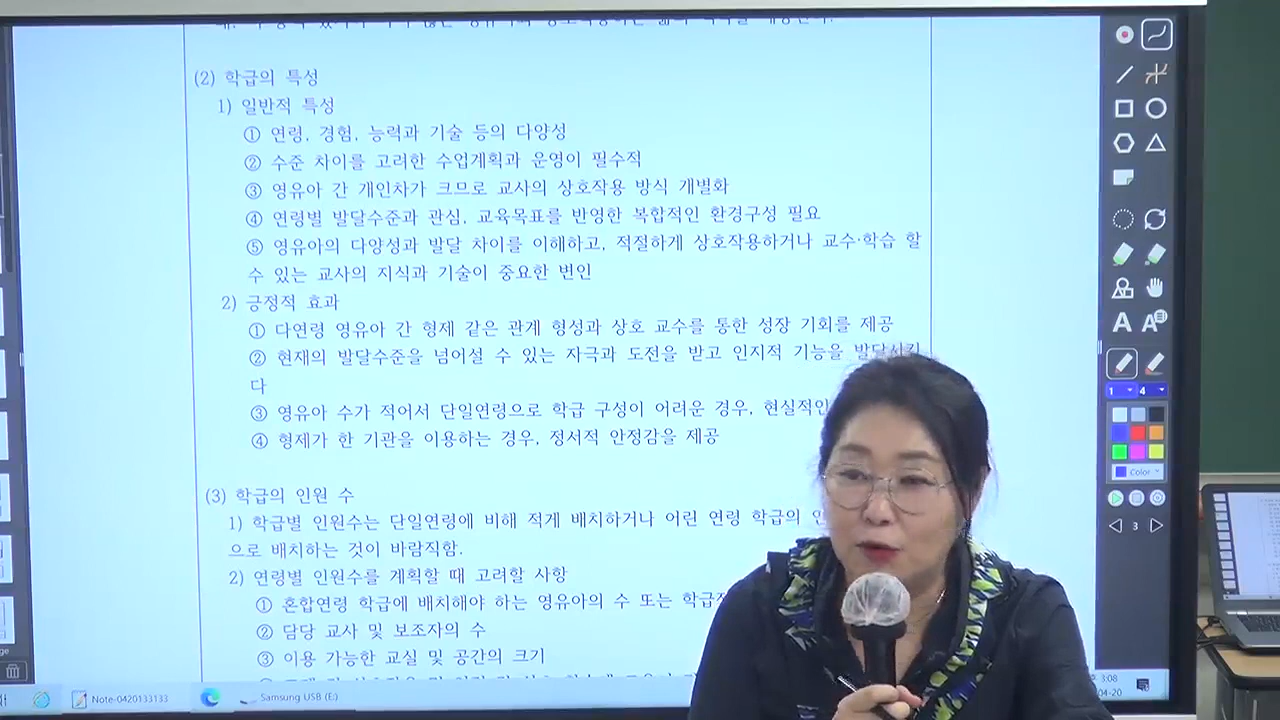 (2) 학급의 특성
1) 일반적 특성
① 연령, 경험, 능력과 기술 등의 다양성
② 수준 차이를 고려한 수업계획과 운영이 필수적
③ 영유아 간 개인차가 크므로 교사의 상호작용 방식 개별화
④ 연령별 발달수준과 관심, 교육목표를 반영한 복합적인 환경구성 필요
⑤ 영유아의 다양성과 발달 차이를 이해하고, 적절하게 상호작용하거나 교수·학습 할
수 있는 교사의 지식과 기술이 중요한 변인
2) 긍정적 효과
① 다연령 영유아 간 형제 같은 관계 형성과 상호 교수를 통한 성장 기회를 제공
② 현재의 발달수준을 넘어설 수 있는 자극과 도전을 받고 인지적 기능을 발달시킨
다
③ 영유아 수가 적어서 단일연령으로 학급 구성이 어려운 경우, 현실적인
④ 형제가 한 기관을 이용하는 경우, 정서적 안정감을 제공
(3) 학급의 인원 수
1) 학급별 인원수는 단일연령에 비해 적게 배치하거나 어린 연령 학급의
으로 배치하는 것이 바람직함.
2) 연령별 인원수를 계획할 때 고려할 사항
① 혼합연령 학급에 배치해야 하는 영유아의 수 또는
② 담당 교사 및 보조자의 수
③ 이용 가능한 교실 및 공간의 크기
A A
1 4
Color
3
Note-0420133133
Samsung USB (E:)
3:08
04-20